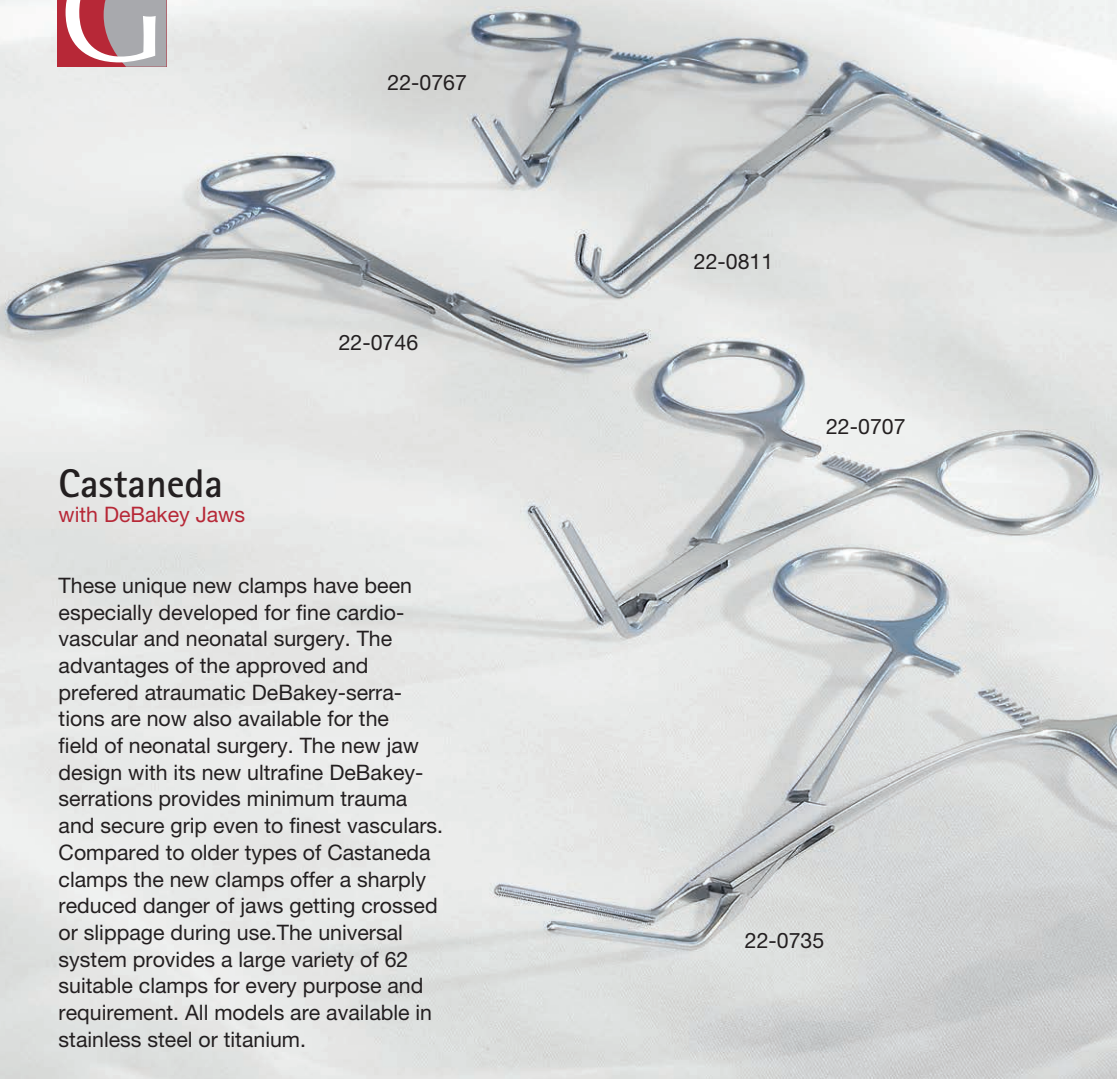 G
22-0767
22-0811
22-0746
22-0707
Castaneda
with DeBakey Jaws
These unique new clamps have been
especially developed for fine cardio-
vascular and neonatal surgery. The
advantages of the approved and
prefered atraumatic DeBakey-serra-
tions are now also available for the
field of neonatal surgery. The new jaw
design with its new ultrafine DeBakey-
serrations provides minimum trauma
and secure grip even to finest vasculars.
Compared to older types of Castaneda
clamps the new clamps offer a sharply
reduced danger of jaws getting crossed
or slippage during use.The universal
system provides a large variety of 62
suitable clamps for every purpose and
requirement. All models are available in
stainless steel or titanium.
22-0735